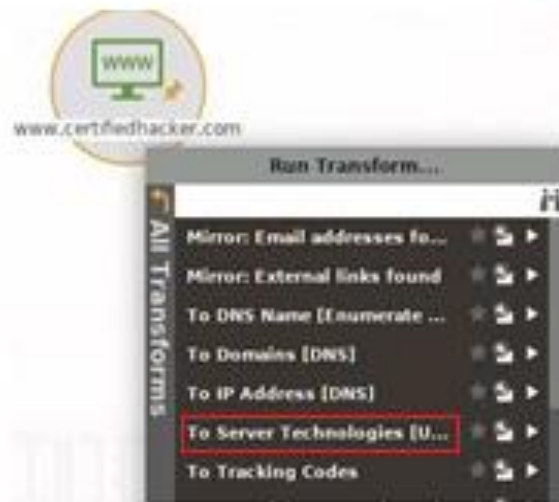 www
www.certifiedhacker.com
Run Transform...
All Transforms
Mirror: Email addresses fo...
Mirror: External links found
To DNS Name [Enumerate ...
To Domains [DNS]
To IP Address [DNS]
To Server Technologies [U...
To Tracking Codes